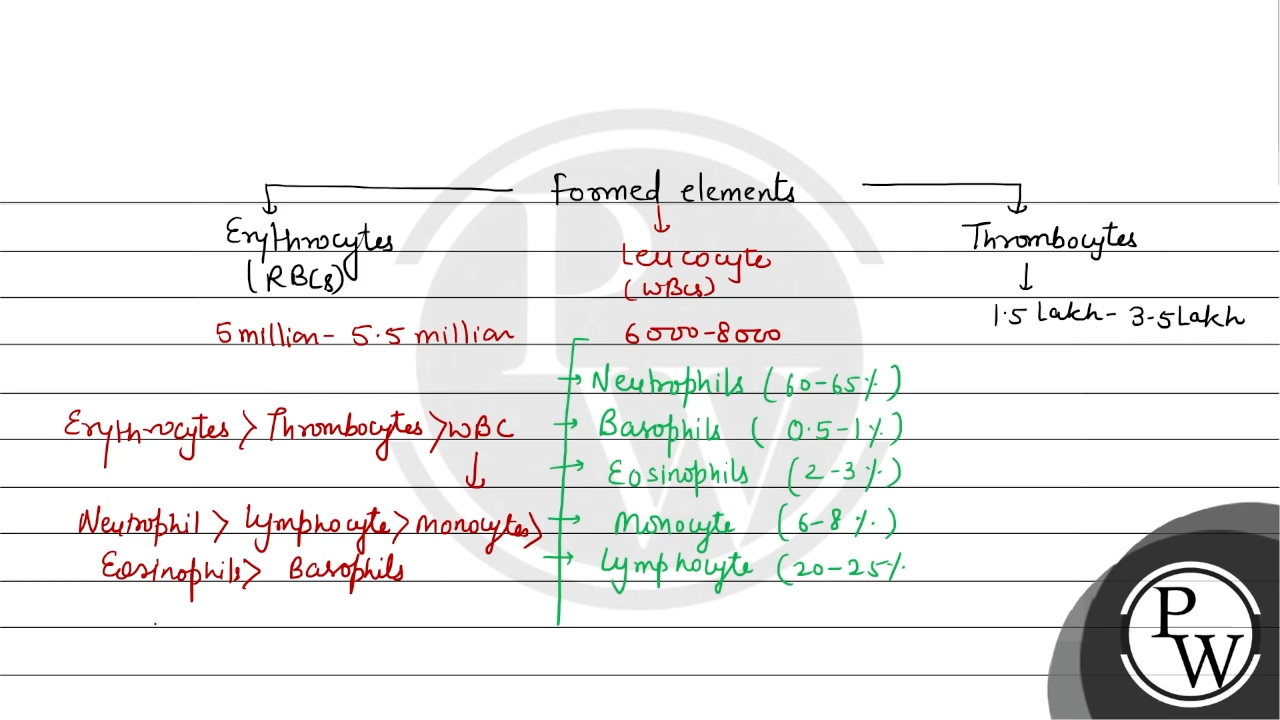 Formed elements
Erythrocytes
(RBCs)
5 million - 5.5 million
Leucocyte
(WBCs)
6000-8000
Thrombocytes
1.5 Lakh - 3-5 Lakh
Neutrophils (60-65%)
Basophils (0.5-1%)
Eosinophils (2-3%)
Monocyte (6-8%)
Lymphocyte (20-25%
Erythrocytes > Thrombocytes > WBC
Neutrophil > Lymphocyte > monocytes >
Eosinophils > Basophils
P
W